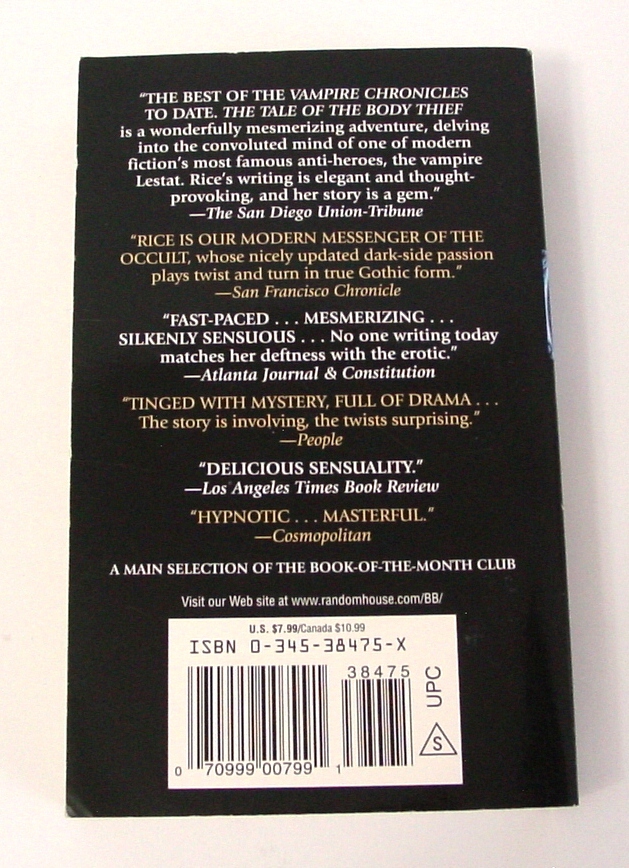 "THE BEST OF THE VAMPIRE CHRONICLES
TO DATE. THE TALE OF THE BODY THIEF
is a wonderfully mesmerizing adventure, delving
into the convoluted mind of one of modern
fiction's most famous anti-heroes, the vampire
Lestat. Rice's writing is elegant and thought-
provoking, and her story is a gem."
—The San Diego Union-Tribune
"RICE IS OUR MODERN MESSENGER OF THE
OCCULT, whose nicely updated dark-side passion
plays twist and turn in true Gothic form."
—San Francisco Chronicle
"FAST-PACED . . . MESMERIZING . . .
SILKENLY SENSUOUS . . . No one writing today
matches her deftness with the erotic."
—Atlanta Journal & Constitution
"TINGED WITH MYSTERY, FULL OF DRAMA . . .
The story is involving, the twists surprising."
—People
"DELICIOUS SENSUALITY."
—Los Angeles Times Book Review
"HYPNOTIC . . . MASTERFUL."
—Cosmopolitan
A MAIN SELECTION OF THE BOOK-OF-THE-MONTH CLUB
Visit our Web site at www.randomhouse.com/BB/
U.S. $7.99/Canada $10.99
ISBN 0-345-38475-X
38475
UPC
S
0 70999 00799 1